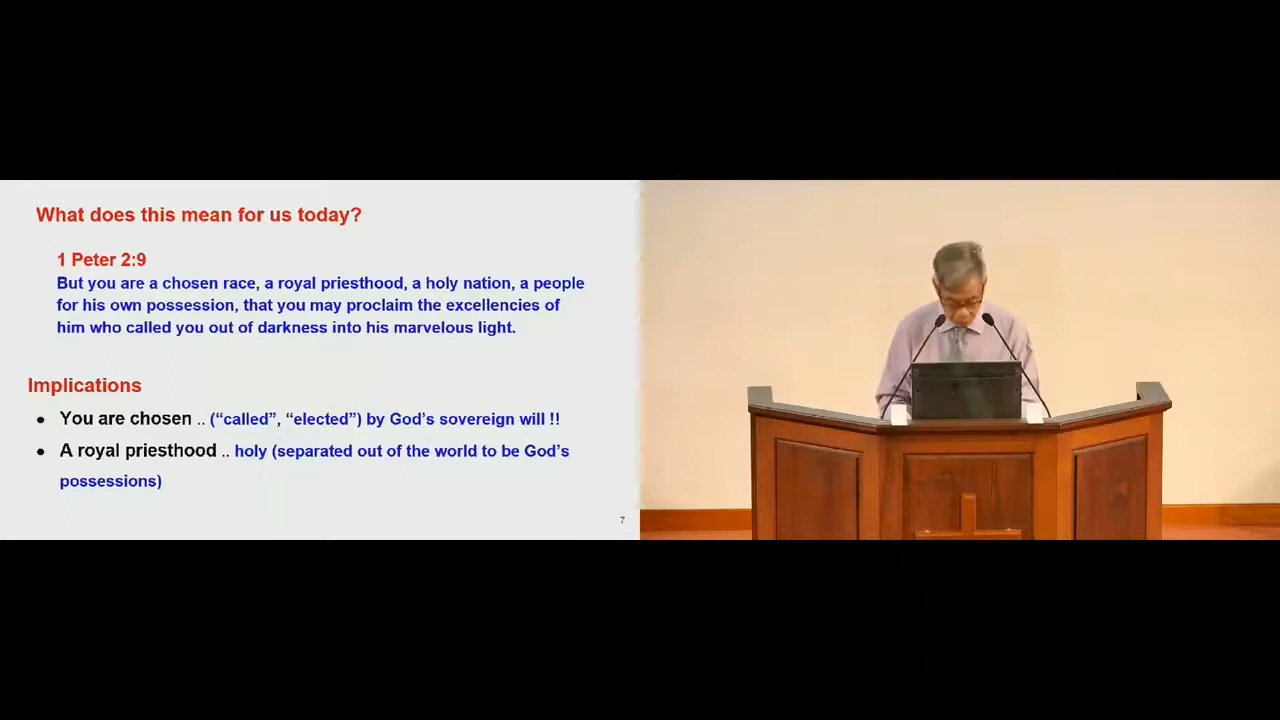 What does this mean for us today?
1 Peter 2:9
But you are a chosen race, a royal priesthood, a holy nation, a people
for his own possession, that you may proclaim the excellencies of
him who called you out of darkness into his marvelous light.
Implications
● You are chosen .. (“called”, “elected”) by God’s sovereign will !!
● A royal priesthood .. holy (separated out of the world to be God’s
possessions)
7